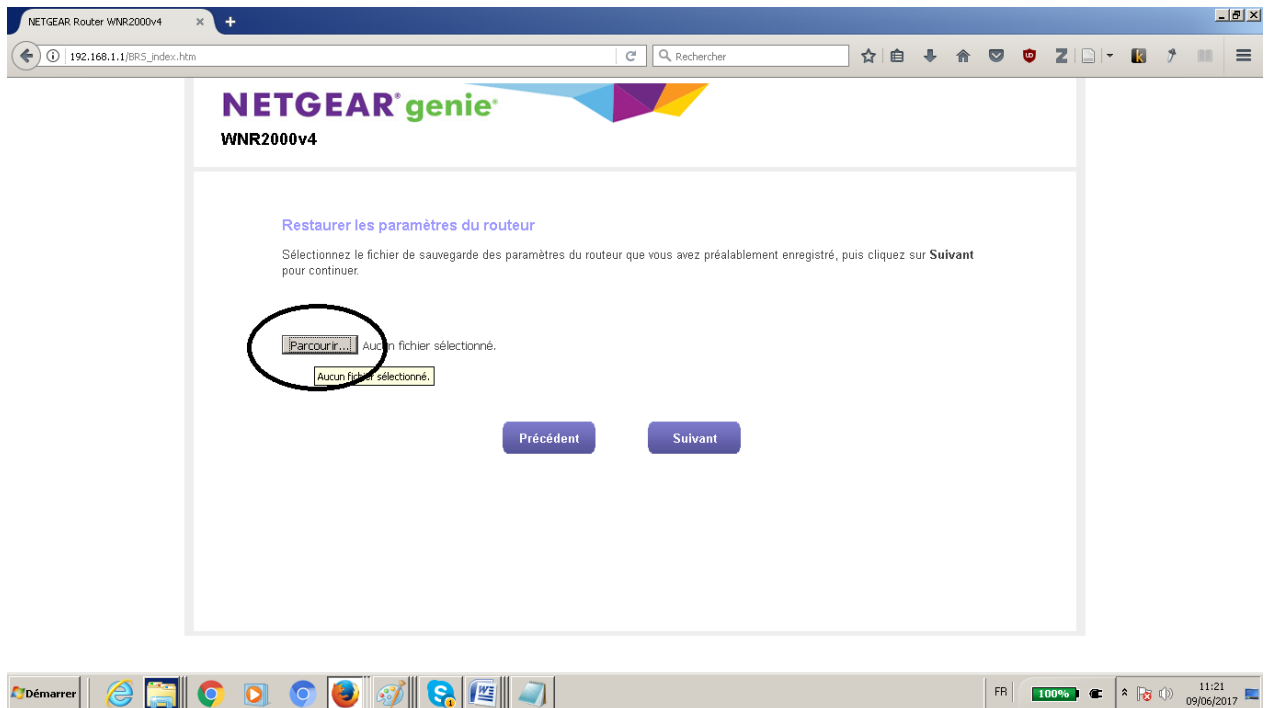 NETGEAR Router WNR2000v4
192.168.1.1/BRS_index.htm
Rechercher
NETGEAR® genie®
WNR2000v4
Restaurer les paramètres du routeur
Sélectionnez le fichier de sauvegarde des paramètres du routeur que vous avez préalablement enregistré, puis cliquez sur Suivant
pour continuer.
Parcourir... Aucun fichier sélectionné.
Aucun fichier sélectionné.
Précédent
Suivant
Démarrer
FR
100%
11:21
09/06/2017